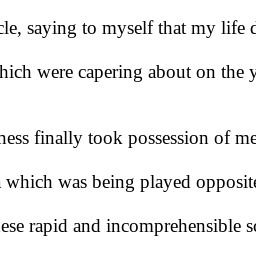 cle, saying to myself that my life d
hich were capering about on the y
ness finally took possession of me
which was being played opposite
ese rapid and incomprehensible sc